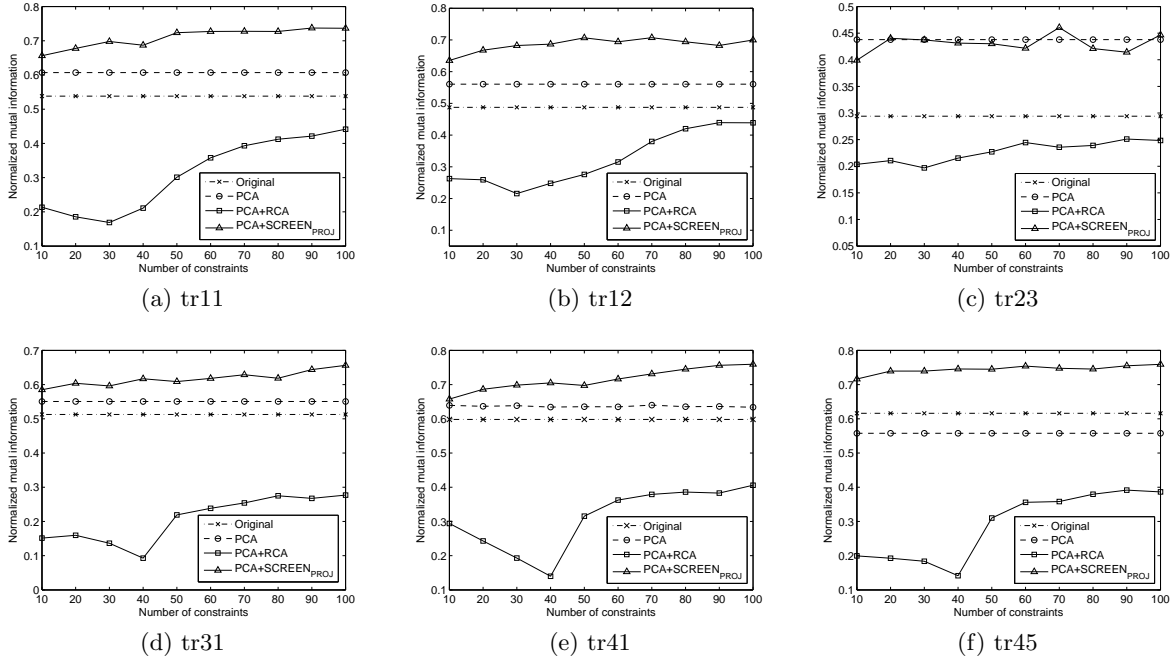 0.8
0.7
0.6
0.5
0.4
0.3
0.2
0.1
Normalized mutal information
Original
PCA
PCA+RCA
PCA+SCREEN_PROJ
10 20 30 40 50 60 70 80 90 100
Number of constraints
(a) tr11
0.8
0.7
0.6
0.5
0.4
0.3
0.2
0.1
Normalized mutal information
Original
PCA
PCA+RCA
PCA+SCREEN_PROJ
10 20 30 40 50 60 70 80 90 100
Number of constraints
(b) tr12
0.5
0.45
0.4
0.35
0.3
0.25
0.2
0.15
0.1
0.05
Normalized mutal information
Original
PCA
PCA+RCA
PCA+SCREEN_PROJ
10 20 30 40 50 60 70 80 90 100
Number of constraints
(c) tr23
0.7
0.6
0.5
0.4
0.3
0.2
0.1
0
Normalized mutal information
Original
PCA
PCA+RCA
PCA+SCREEN_PROJ
10 20 30 40 50 60 70 80 90 100
Number of constraints
(d) tr31
0.8
0.7
0.6
0.5
0.4
0.3
0.2
0.1
Normalized mutal information
Original
PCA
PCA+RCA
PCA+SCREEN_PROJ
10 20 30 40 50 60 70 80 90 100
Number of constraints
(e) tr41
0.8
0.7
0.6
0.5
0.4
0.3
0.2
0.1
Normalized mutal information
Original
PCA
PCA+RCA
PCA+SCREEN_PROJ
10 20 30 40 50 60 70 80 90 100
Number of constraints
(f) tr45